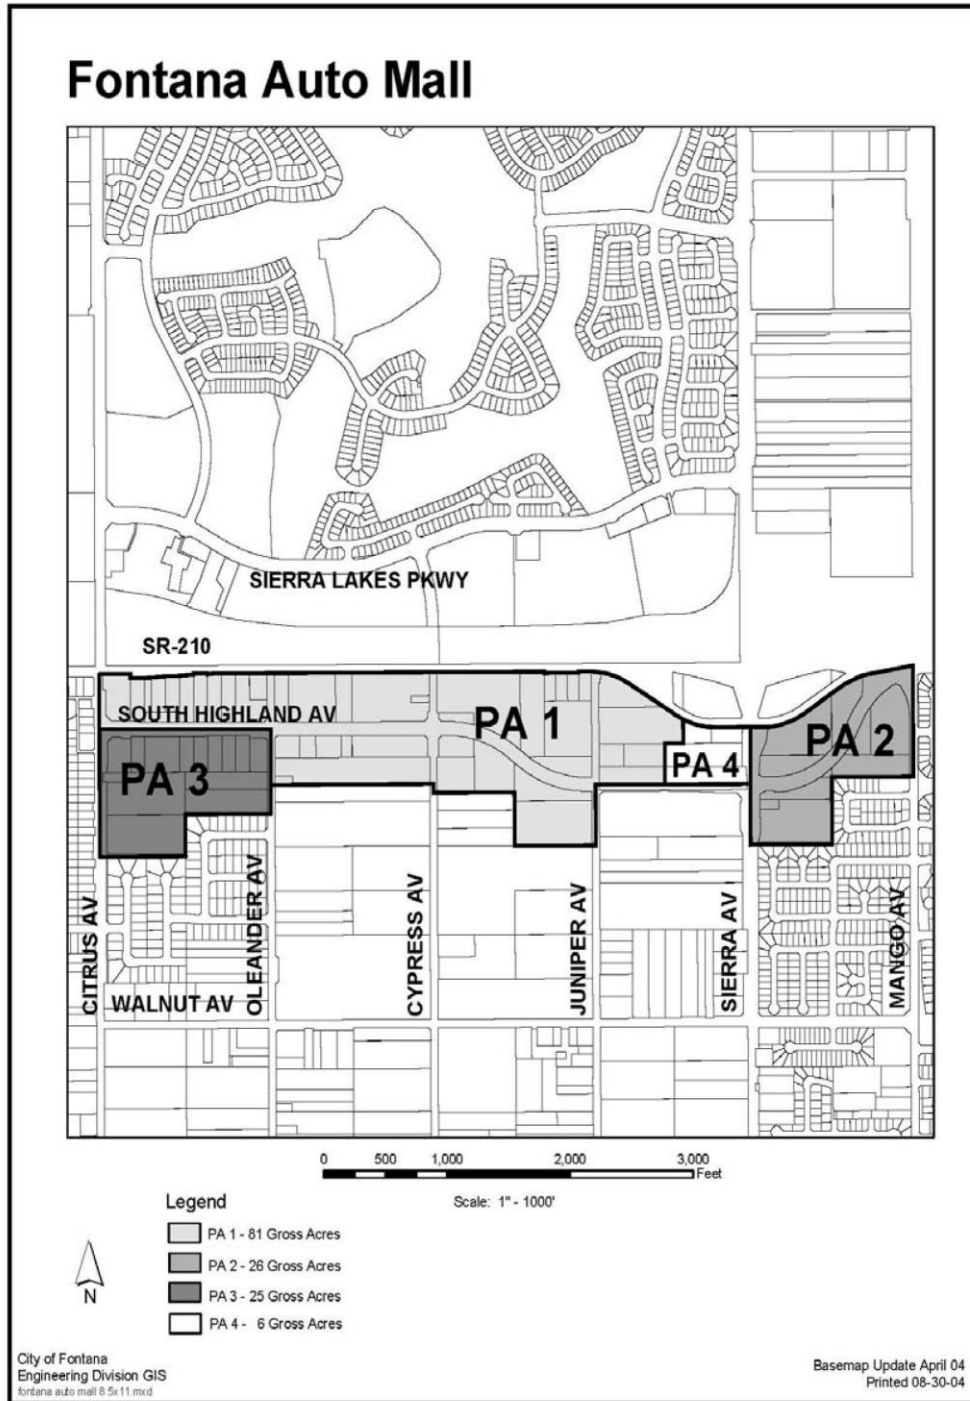 Fontana Auto Mall
SIERRA LAKES PKWY
SR-210
SOUTH HIGHLAND AV
PA 1
PA 2
PA 3
PA 4
CITRUS AV
OLEANDER AV
CYPRESS AV
JUNIPER AV
SIERRA AV
MANGO AV
WALNUT AV
0 500 1,000 2,000 3,000
Feet
Scale: 1" - 1000'
Legend
PA 1 - 81 Gross Acres
PA 2 - 26 Gross Acres
PA 3 - 25 Gross Acres
PA 4 - 6 Gross Acres
N
City of Fontana
Engineering Division GIS
fontana auto mall 8.5x11.mxd
Basemap Update April 04
Printed 08-30-04